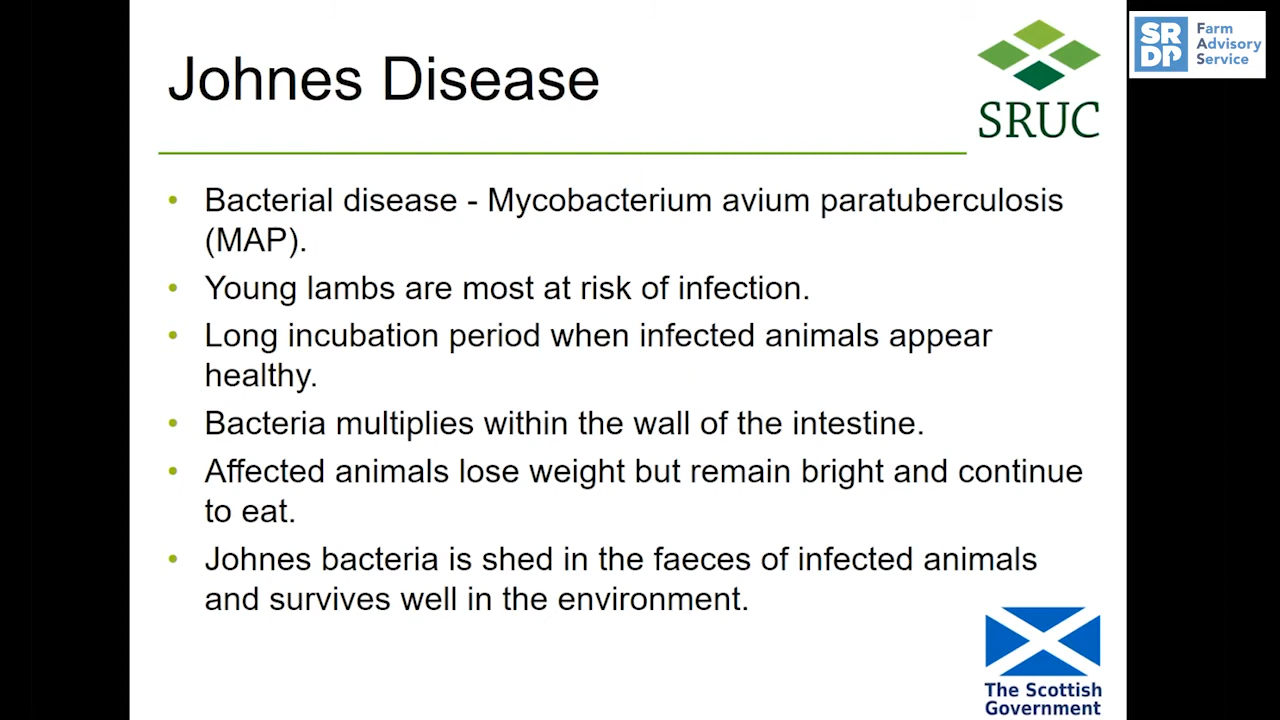 Johnes Disease
SRUC
SRDP
Farm
Advisory
Service
• Bacterial disease - Mycobacterium avium paratuberculosis
(MAP).
• Young lambs are most at risk of infection.
• Long incubation period when infected animals appear
healthy.
• Bacteria multiplies within the wall of the intestine.
• Affected animals lose weight but remain bright and continue
to eat.
• Johnes bacteria is shed in the faeces of infected animals
and survives well in the environment.
The Scottish
Government